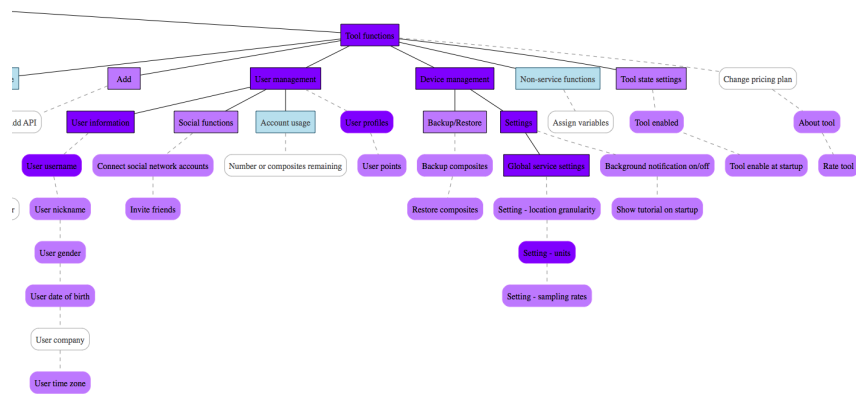 Tool functions
Add
User management
Device management
Non-service functions
Tool state settings
Change pricing plan
dd API
User information
Social functions
Account usage
User profiles
Backup/Restore
Settings
Assign variables
Tool enabled
About tool
User username
Connect social network accounts
Number or composites remaining
User points
Backup composites
Global service settings
Background notification on/off
Tool enable at startup
Rate tool
User nickname
Invite friends
Restore composites
Setting - location granularity
Show tutorial on startup
User gender
Setting - units
User date of birth
Setting - sampling rates
User company
User time zone